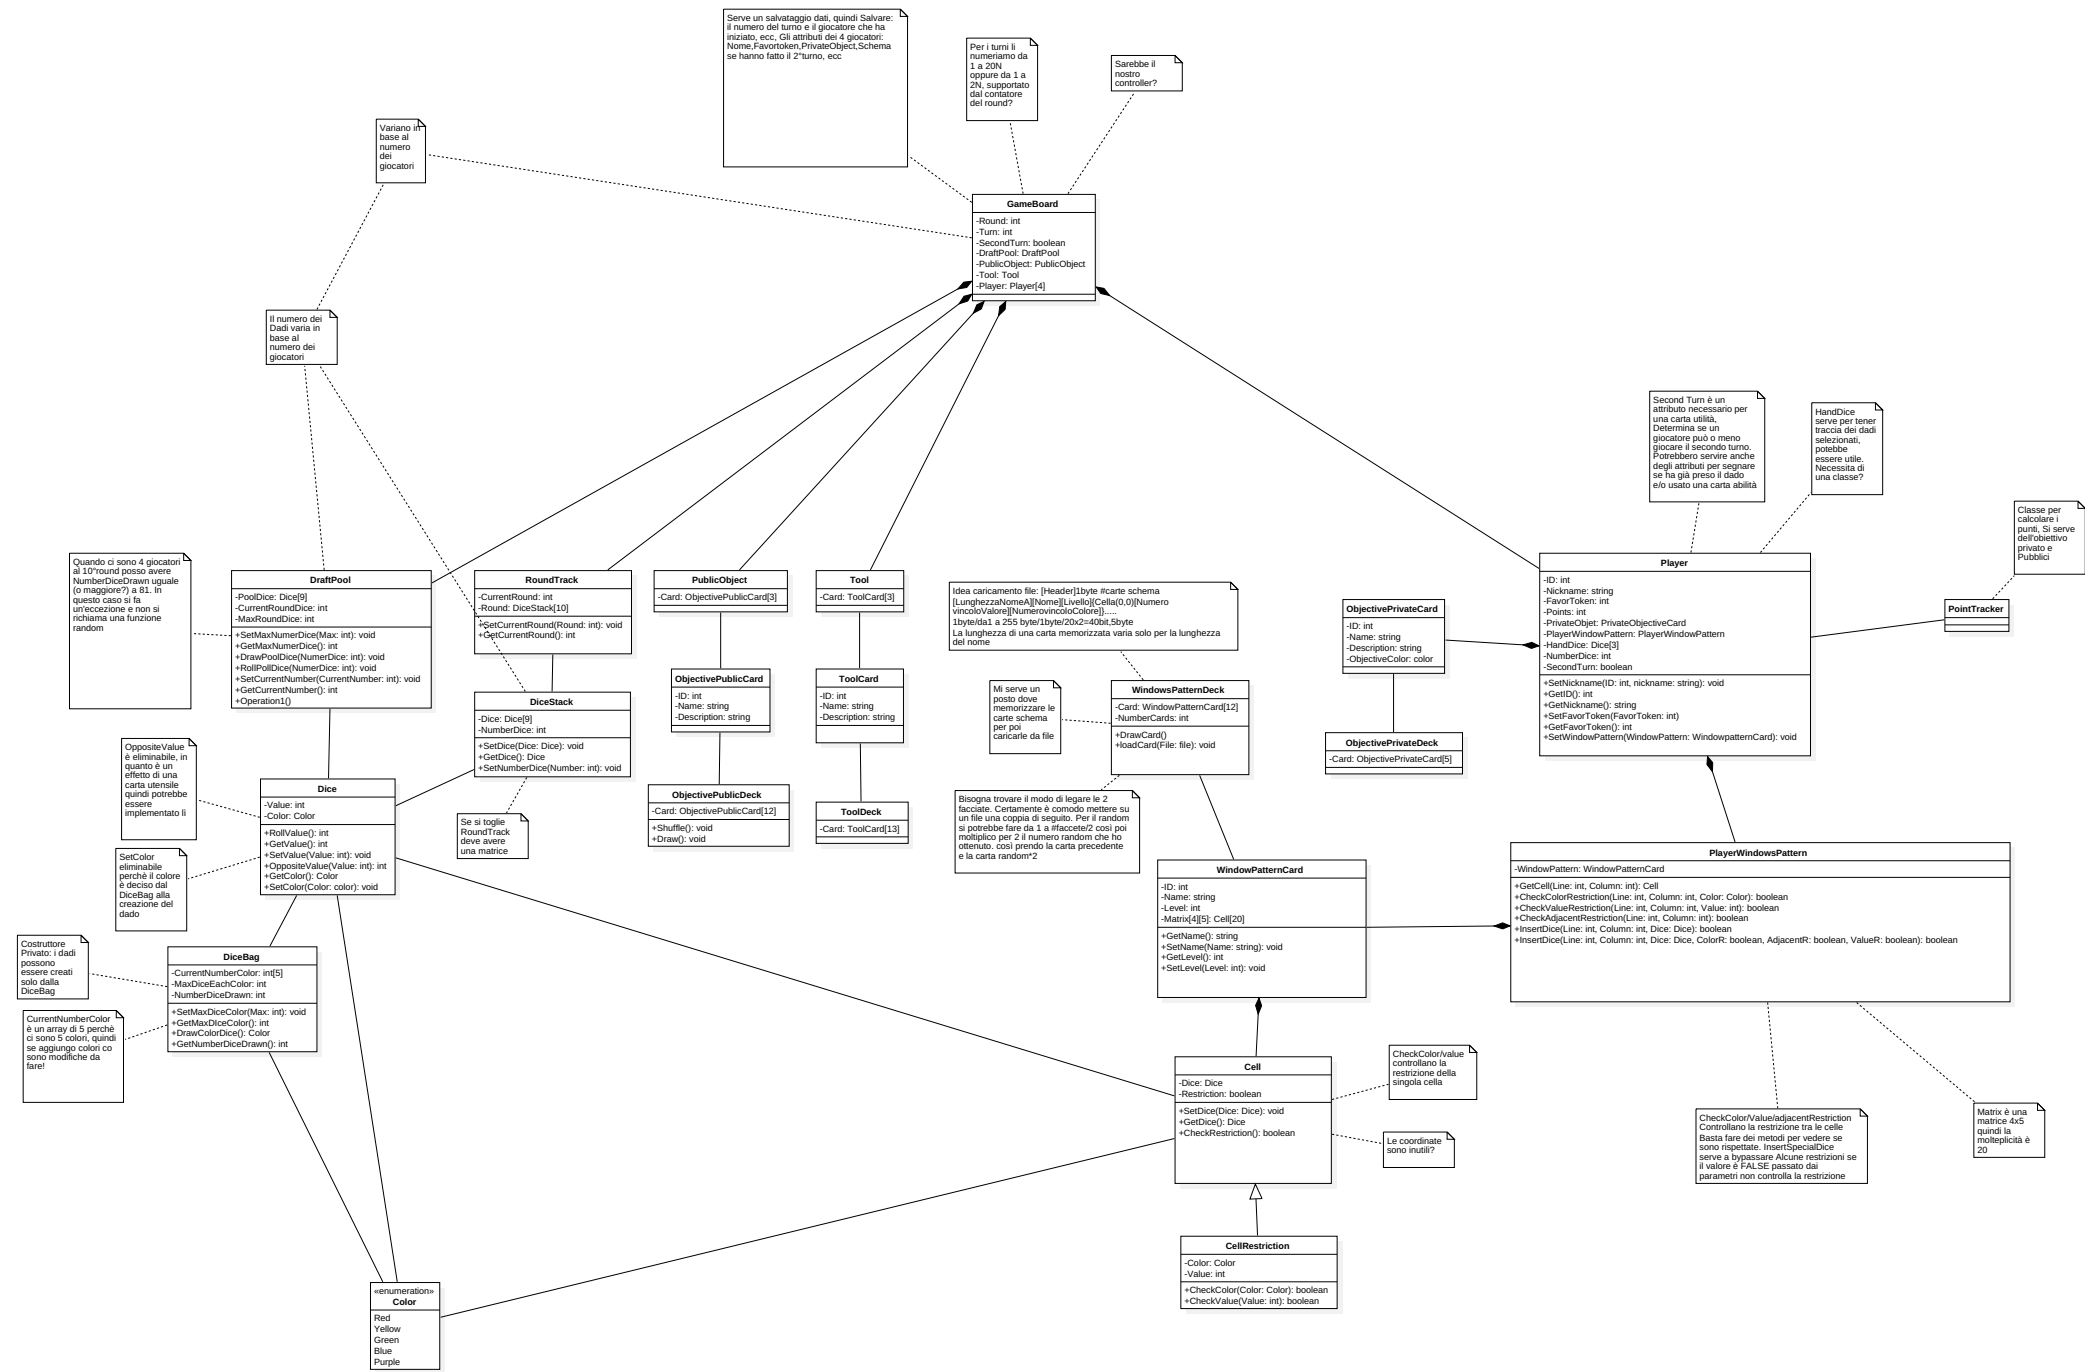 Serve un salvataggio dati, quindi Salvare:
il numero del turno e il giocatore che ha
iniziato, ecc, Gli attributi dei 4 giocatori:
Nome,Favortoken,PrivateObject,Schema
se hanno fatto il 2°turno, ecc
Per i turni li
numeriamo da
1 a 20N
oppure da 1 a
2N, supportato
dal contatore
del round?
Sarebbe il
nostro
controller?
Variano in
base al
numero
dei
giocatori
GameBoard
-Round: int
-Turn: int
-SecondTurn: boolean
-DraftPool: DraftPool
-PublicObject: PublicObject
-Tool: Tool
-Player: Player[4]
Il numero dei
Dadi varia in
base al
numero dei
giocatori
Second Turn è un
attributo necessario per
una carta utilità,
Determina se un
giocatore può o meno
giocare il secondo turno.
Potrebbero servire anche
degli attributi per segnare
se ha già preso il dado
e/o usato una carta abilità
HandDice
serve per tener
traccia dei dadi
selezionati,
potebbe
essere utile.
Necessita di
una classe?
Classe per
calcolare i
punti, Si serve
dell'obiettivo
privato e
Pubblici
Quando ci sono 4 giocatori
al 10°round posso avere
NumberDiceDrawn uguale
(o maggiore?) a 81. In
questo caso si fa
un'eccezione e non si
richiama una funzione
random
DraftPool
-PoolDice: Dice[9]
-CurrentRoundDice: int
-MaxRoundDice: int
+SetMaxNumerDice(Max: int): void
+GetMaxNumerDice(): int
+DrawPoolDice(NumerDice: int): void
+RollPollDice(NumerDice: int): void
+SetCurrentNumber(CurrentNumber: int): void
+GetCurrentNumber(): int
+Operation1()
RoundTrack
-CurrentRound: int
-Round: DiceStack[10]
+SetCurrentRound(Round: int): void
+GetCurrentRound(): int
PublicObject
-Card: ObjectivePublicCard[3]
Tool
-Card: ToolCard[3]
Idea caricamento file: [Header]1byte #carte schema
[LunghezzaNomeA][Nome][Livello]{Cella(0,0)[Numero
vincoloValore][NumerovincoloColore]}.....
1byte/da1 a 255 byte/1byte/20x2=40bit,5byte
La lunghezza di una carta memorizzata varia solo per la lunghezza
del nome
ObjectivePrivateCard
-ID: int
-Name: string
-Description: string
-ObjectiveColor: color
Player
-ID: int
-Nickname: string
-FavorToken: int
-Points: int
-PrivateObjet: PrivateObjectiveCard
-PlayerWindowPattern: PlayerWindowPattern
-HandDice: Dice[3]
-NumberDice: int
-SecondTurn: boolean
+SetNickname(ID: int, nickname: string): void
+GetID(): int
+GetNickname(): string
+SetFavorToken(FavorToken: int)
+GetFavorToken(): int
+SetWindowPattern(WindowPattern: WindowpatternCard): void
PointTracker
DiceStack
-Dice: Dice[9]
-NumberDice: int
+SetDice(Dice: Dice): void
+GetDice(): Dice
+SetNumberDice(Number: int): void
ObjectivePublicCard
-ID: int
-Name: string
-Description: string
ToolCard
-ID: int
-Name: string
-Description: string
Mi serve un
posto dove
memorizzare le
carte schema
per poi
caricarle da file
WindowsPatternDeck
-Card: WindowPatternCard[12]
-NumberCards: int
+DrawCard()
+loadCard(File: file): void
ObjectivePrivateDeck
-Card: ObjectivePrivateCard[5]
OppositeValue
è eliminabile, in
quanto è un
effetto di una
carta utensile
quindi potrebbe
essere
implementato lì
Dice
-Value: int
-Color: Color
+RollValue(): int
+GetValue(): int
+SetValue(Value: int): void
+OppositeValue(Value: int): int
+GetColor(): Color
+SetColor(Color: color): void
Se si toglie
RoundTrack
deve avere
una matrice
ObjectivePublicDeck
-Card: ObjectivePublicCard[12]
+Shuffle(): void
+Draw(): void
ToolDeck
-Card: ToolCard[13]
Bisogna trovare il modo di legare le 2
facciate. Certamente è comodo mettere su
un file una coppia di seguito. Per il random
si potrebbe fare da 1 a #faccete/2 così poi
moltiplico per 2 il numero random che ho
ottenuto. così prendo la carta precedente
e la carta random*2
SetColor
eliminabile
perchè il colore
è deciso dal
DiceBag alla
creazione del
dado
WindowPatternCard
-ID: int
-Name: string
-Level: int
-Matrix[4][5]: Cell[20]
+GetName(): string
+SetName(Name: string): void
+GetLevel(): int
+SetLevel(Level: int): void
PlayerWindowsPattern
-WindowPattern: WindowPatternCard
+GetCell(Line: int, Column: int): Cell
+CheckColorRestriction(Line: int, Column: int, Color: Color): boolean
+CheckValueRestriction(Line: int, Column: int, Value: int): boolean
+CheckAdjacentRestriction(Line: int, Column: int): boolean
+InsertDice(Line: int, Column: int, Dice: Dice): boolean
+InsertDice(Line: int, Column: int, Dice: Dice, ColorR: boolean, AdjacentR: boolean, ValueR: boolean): boolean
Costruttore
Privato: i dadi
possono
essere creati
solo dalla
DiceBag
DiceBag
-CurrentNumberColor: int[5]
-MaxDiceEachColor: int
-NumberDiceDrawn: int
+SetMaxDiceColor(Max: int): void
+GetMaxDIceColor(): int
+DrawColorDice(): Color
+GetNumberDiceDrawn(): int
CurrentNumberColor
è un array di 5 perchè
ci sono 5 colori, quindi
se aggiungo colori co
sono modifiche da
fare!
Cell
-Dice: Dice
-Restriction: boolean
+SetDice(Dice: Dice): void
+GetDice(): Dice
+CheckRestriction(): boolean
CheckColor/value
controllano la
restrizione della
singola cella
Le coordinate
sono inutili?
CheckColor/Value/adjacentRestriction
Controllano la restrizione tra le celle
Basta fare dei metodi per vedere se
sono rispettate. InsertSpecialDice
serve a bypassare Alcune restrizioni se
il valore è FALSE passato dai
parametri non controlla la restrizione
Matrix è una
matrice 4x5
quindi la
molteplicità è
20
CellRestriction
-Color: Color
-Value: int
+CheckColor(Color: Color): boolean
+CheckValue(Value: int): boolean
«enumeration»
Color
Red
Yellow
Green
Blue
Purple